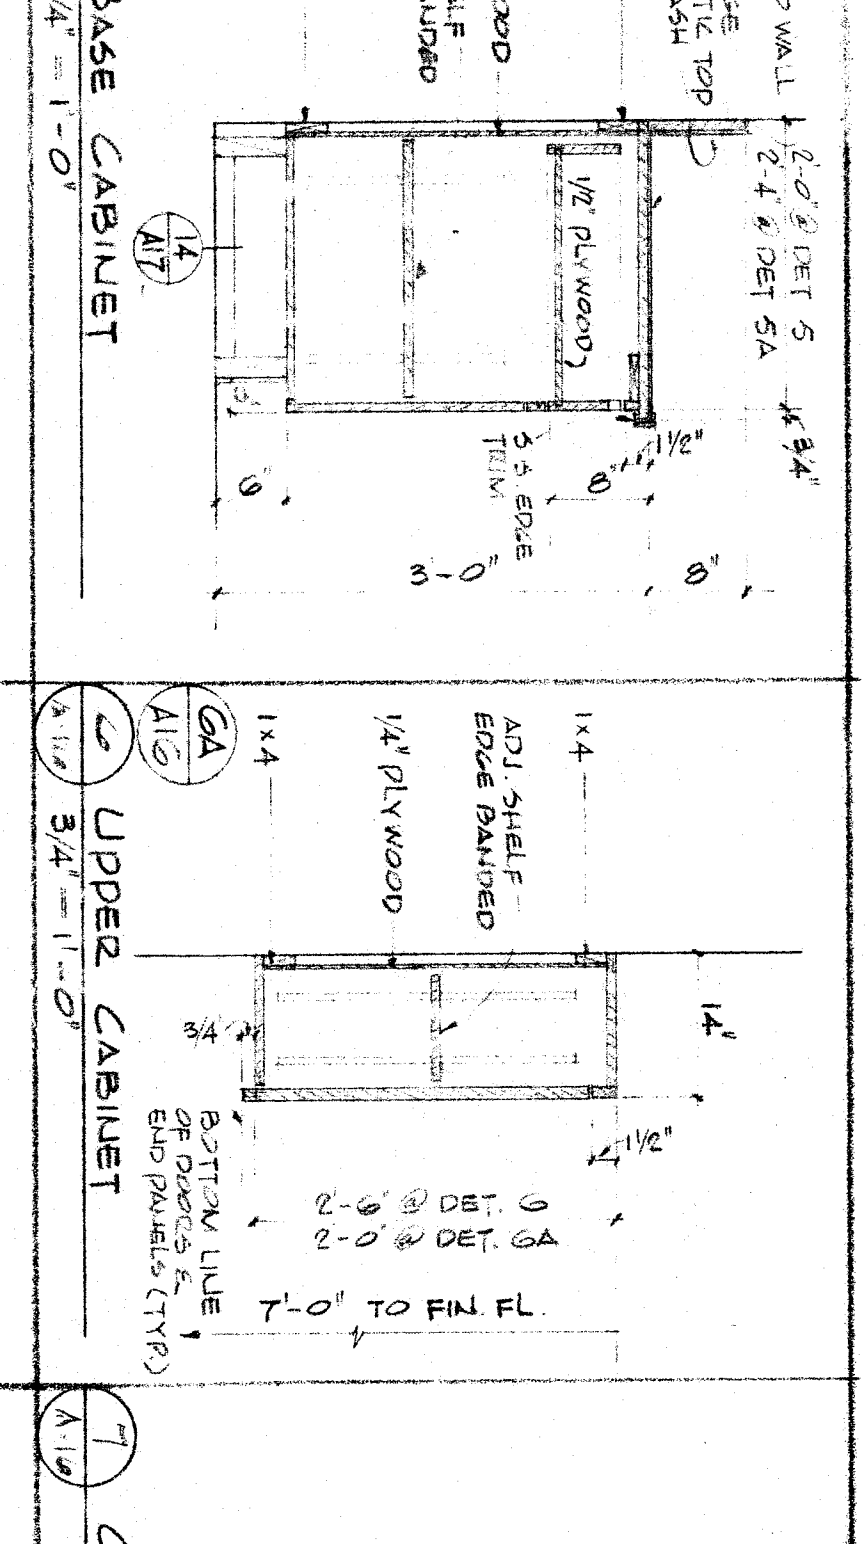 D WALL
TIC TOP
ASH
OOD
LF
NDED
2'-0" @ DET 5
2'-4" @ DET 5A
3/4"
1/2" PLYWOOD
1 1/2"
8"
EDGE
TRIM
6"
3'-0"
8"
14
A17
BASE CABINET
/4" = 1'-0"
1x4
ADJ. SHELF
EDGE BANDED
1/4" PLYWOOD
1x4
14"
3/4"
1 1/2"
2'-6" @ DET. 6
2'-0" @ DET. 6A
7'-0" TO FIN. FL.
BOTTOM LINE
OF DOORS &
END PANELS (TYP.)
6A
A16
6
UPPER CABINET
3/4" = 1'-0"
7
A-16
C